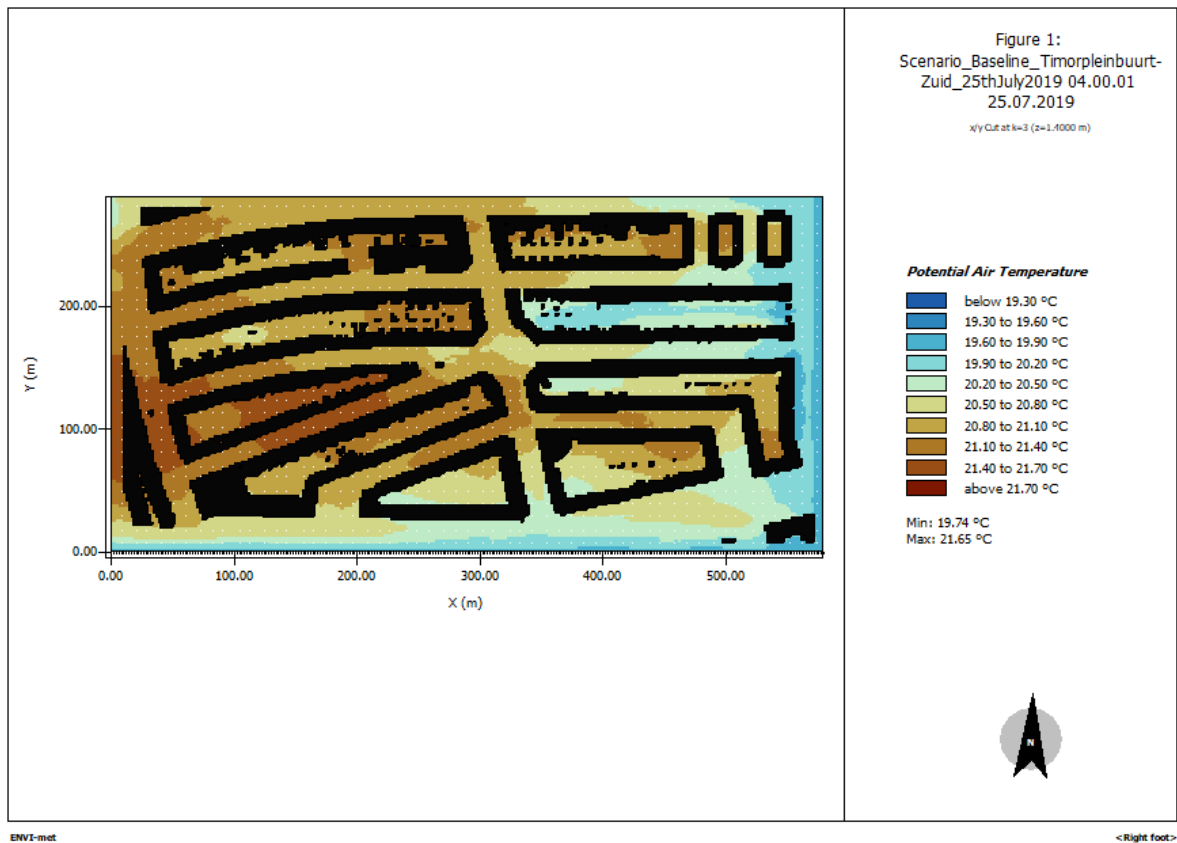 Figure 1:
Scenario_Baseline_Timorpleinbuurt-
Zuid_25thJuly2019 04.00.01
25.07.2019
x/y Cut at k=3 (z=1.4000 m)
Y (m)
200.00
100.00
0.00
0.00 100.00 200.00 300.00 400.00 500.00
X (m)
Potential Air Temperature
below 19.30 °C
19.30 to 19.60 °C
19.60 to 19.90 °C
19.90 to 20.20 °C
20.20 to 20.50 °C
20.50 to 20.80 °C
20.80 to 21.10 °C
21.10 to 21.40 °C
21.40 to 21.70 °C
above 21.70 °C
Min: 19.74 °C
Max: 21.65 °C
N
ENVI-met
<Right foot>